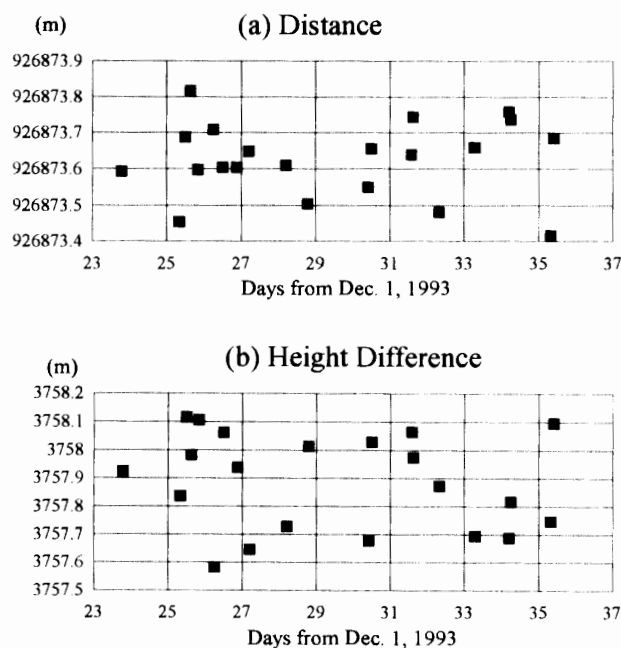 (m)
(a) Distance
926873.9
926873.8
926873.7
926873.6
926873.5
926873.4
23 25 27 29 31 33 35 37
Days from Dec. 1, 1993
(m)
(b) Height Difference
3758.2
3758.1
3758
3757.9
3757.8
3757.7
3757.6
3757.5
23 25 27 29 31 33 35 37
Days from Dec. 1, 1993